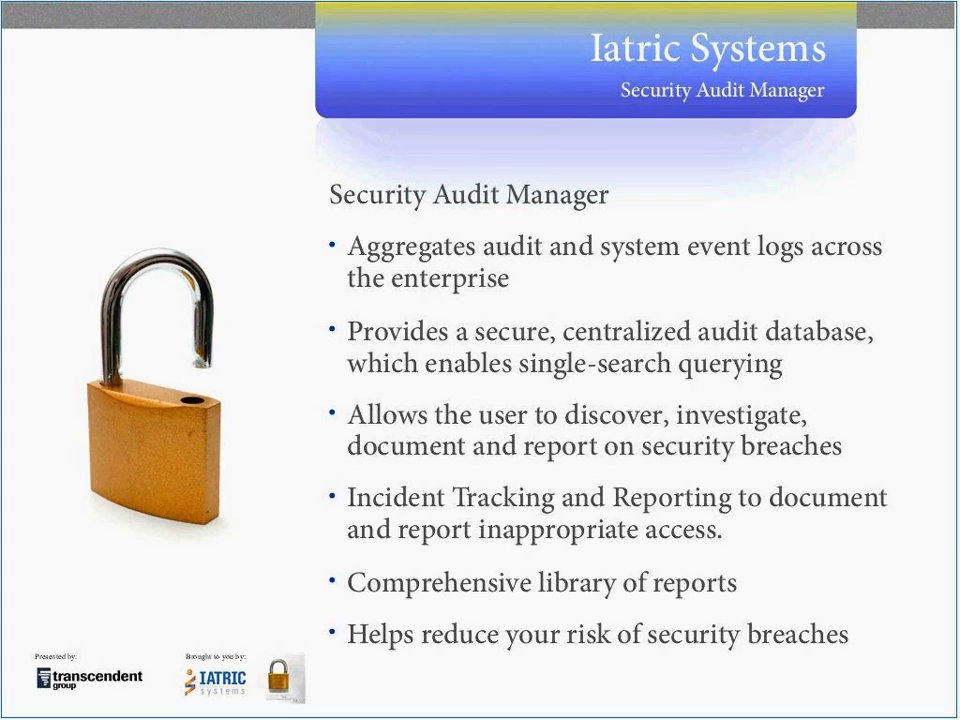 Iatric Systems
Security Audit Manager
Security Audit Manager
• Aggregates audit and system event logs across
the enterprise
• Provides a secure, centralized audit database,
which enables single-search querying
• Allows the user to discover, investigate,
document and report on security breaches
• Incident Tracking and Reporting to document
and report inappropriate access.
• Comprehensive library of reports
• Helps reduce your risk of security breaches
Presented by:
transcendent
group
Brought to you by:
IATRIC
systems